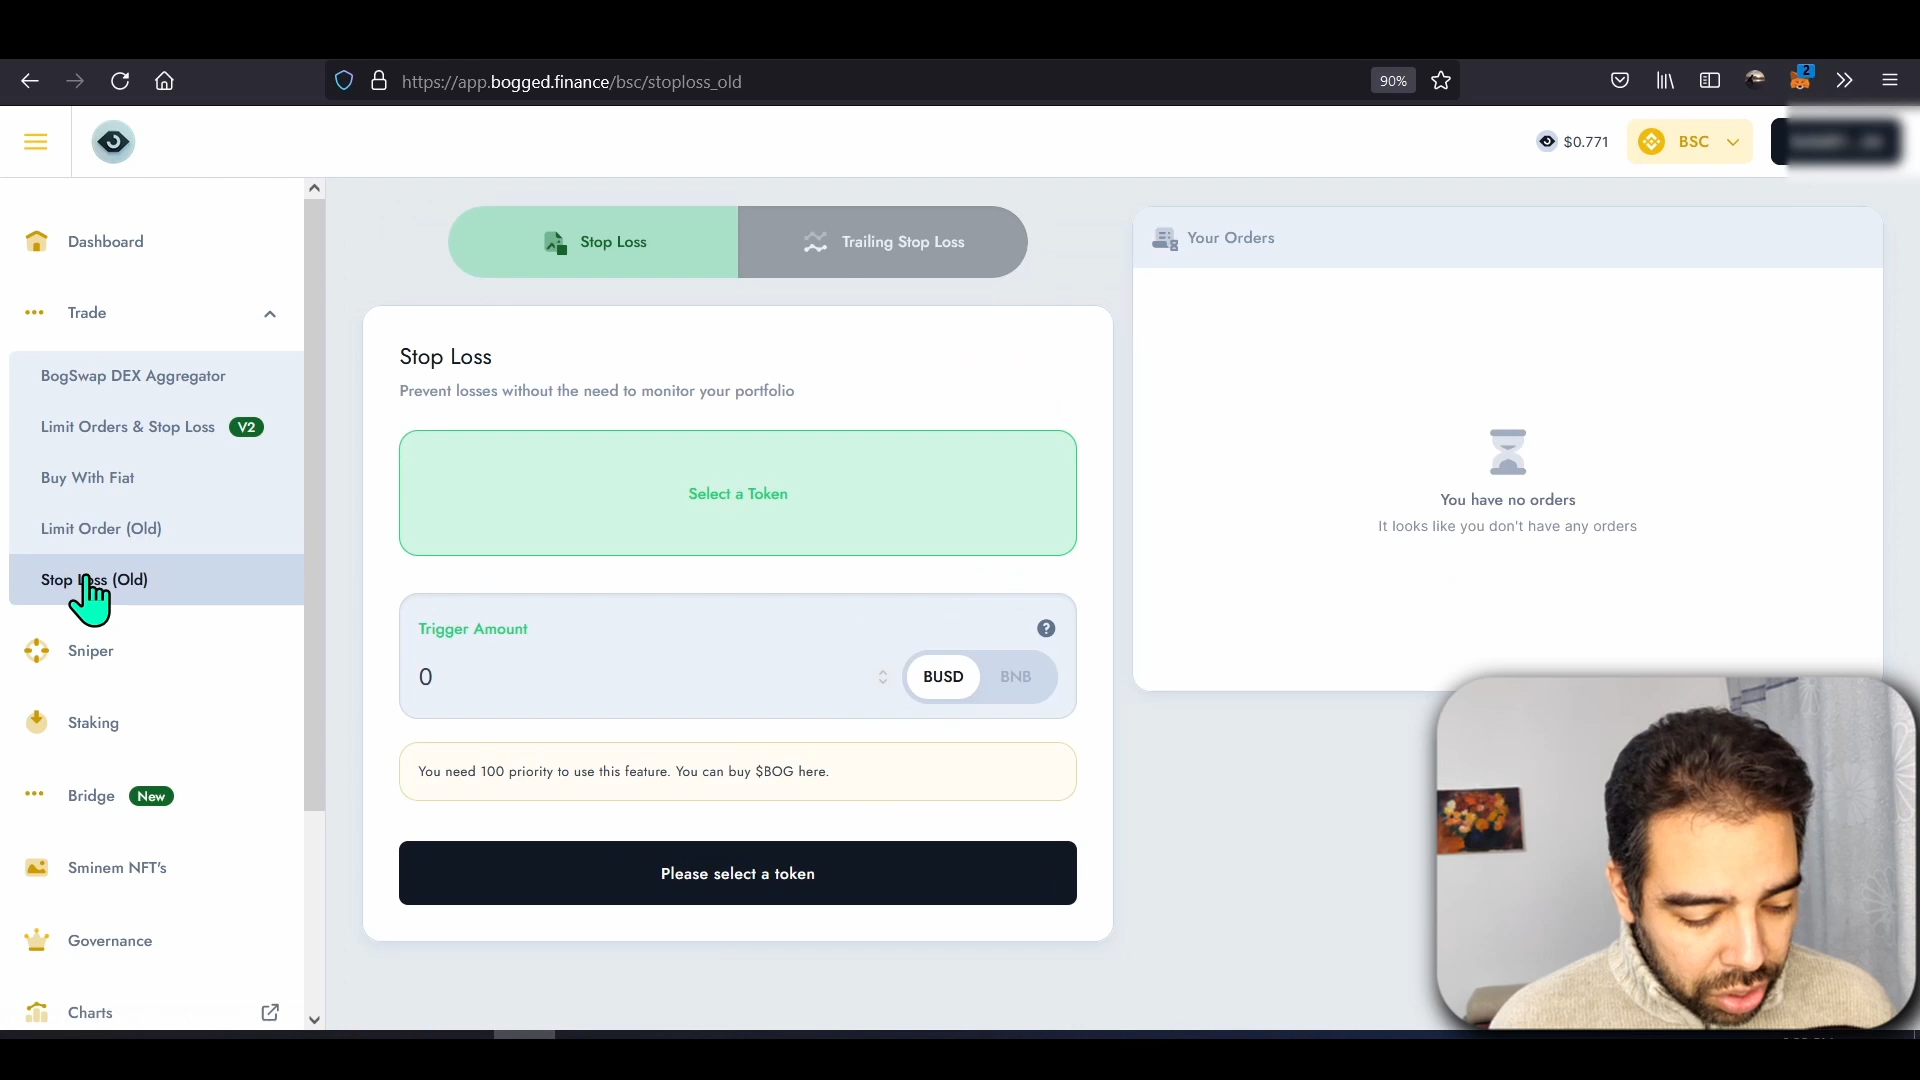 https://app.bogged.finance/bsc/stoploss_old
90%
2
$0.771
BSC
Dashboard
Trade
BogSwap DEX Aggregator
Limit Orders & Stop Loss V2
Buy With Fiat
Limit Order (Old)
Stop Loss (Old)
Sniper
Staking
Bridge New
Sminem NFT's
Governance
Charts
Stop Loss
Trailing Stop Loss
Stop Loss
Prevent losses without the need to monitor your portfolio
Select a Token
Trigger Amount
?
0
BUSD BNB
You need 100 priority to use this feature. You can buy $BOG here.
Please select a token
Your Orders
You have no orders
It looks like you don't have any orders